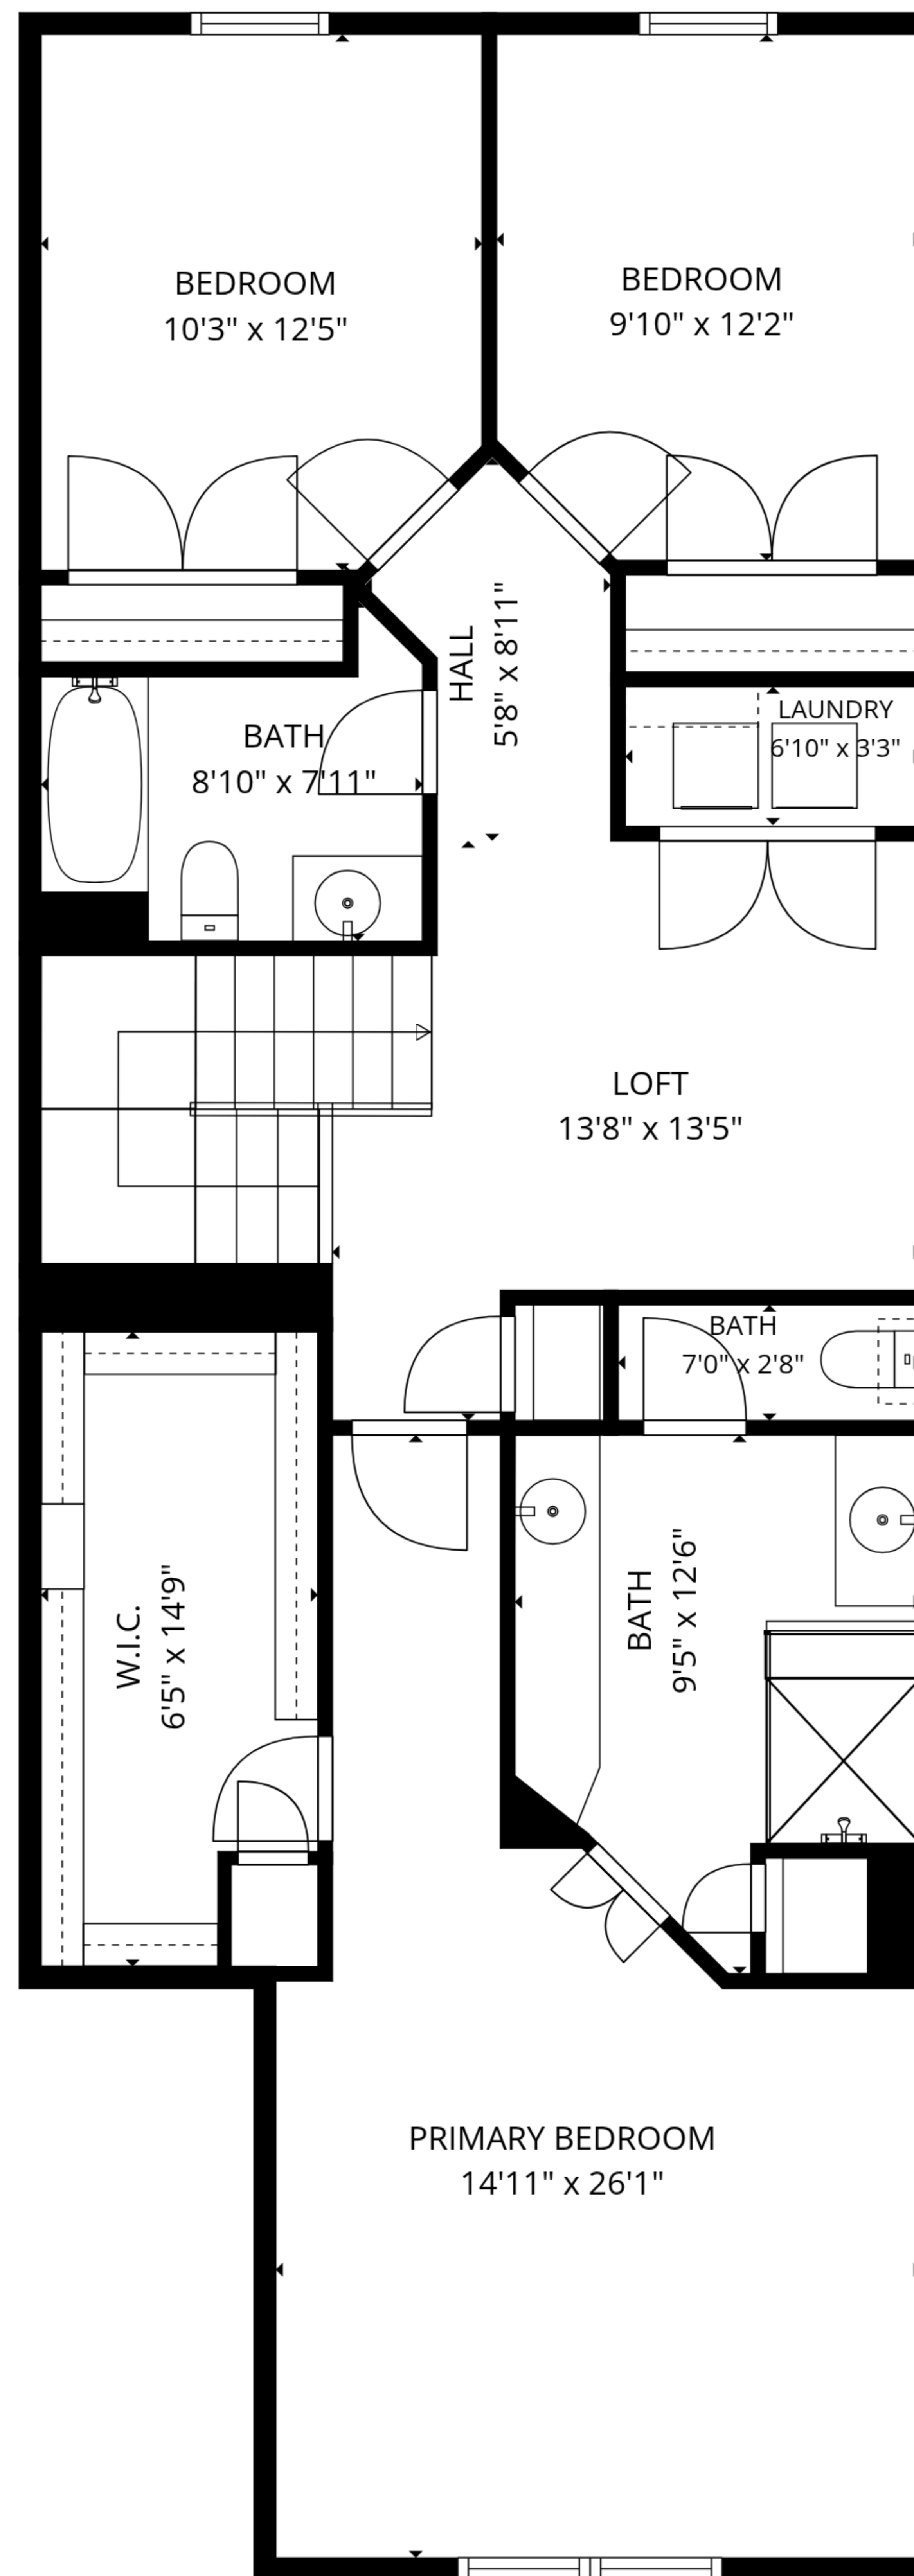 BEDROOM
10'3" x 12'5"
BEDROOM
9'10" x 12'2"
HALL
5'8" x 8'11"
BATH
8'10" x 7'11"
LAUNDRY
6'10" x 3'3"
LOFT
13'8" x 13'5"
BATH
7'0" x 2'8"
W.I.C.
6'5" x 14'9"
BATH
9'5" x 12'6"
PRIMARY BEDROOM
14'11" x 26'1"